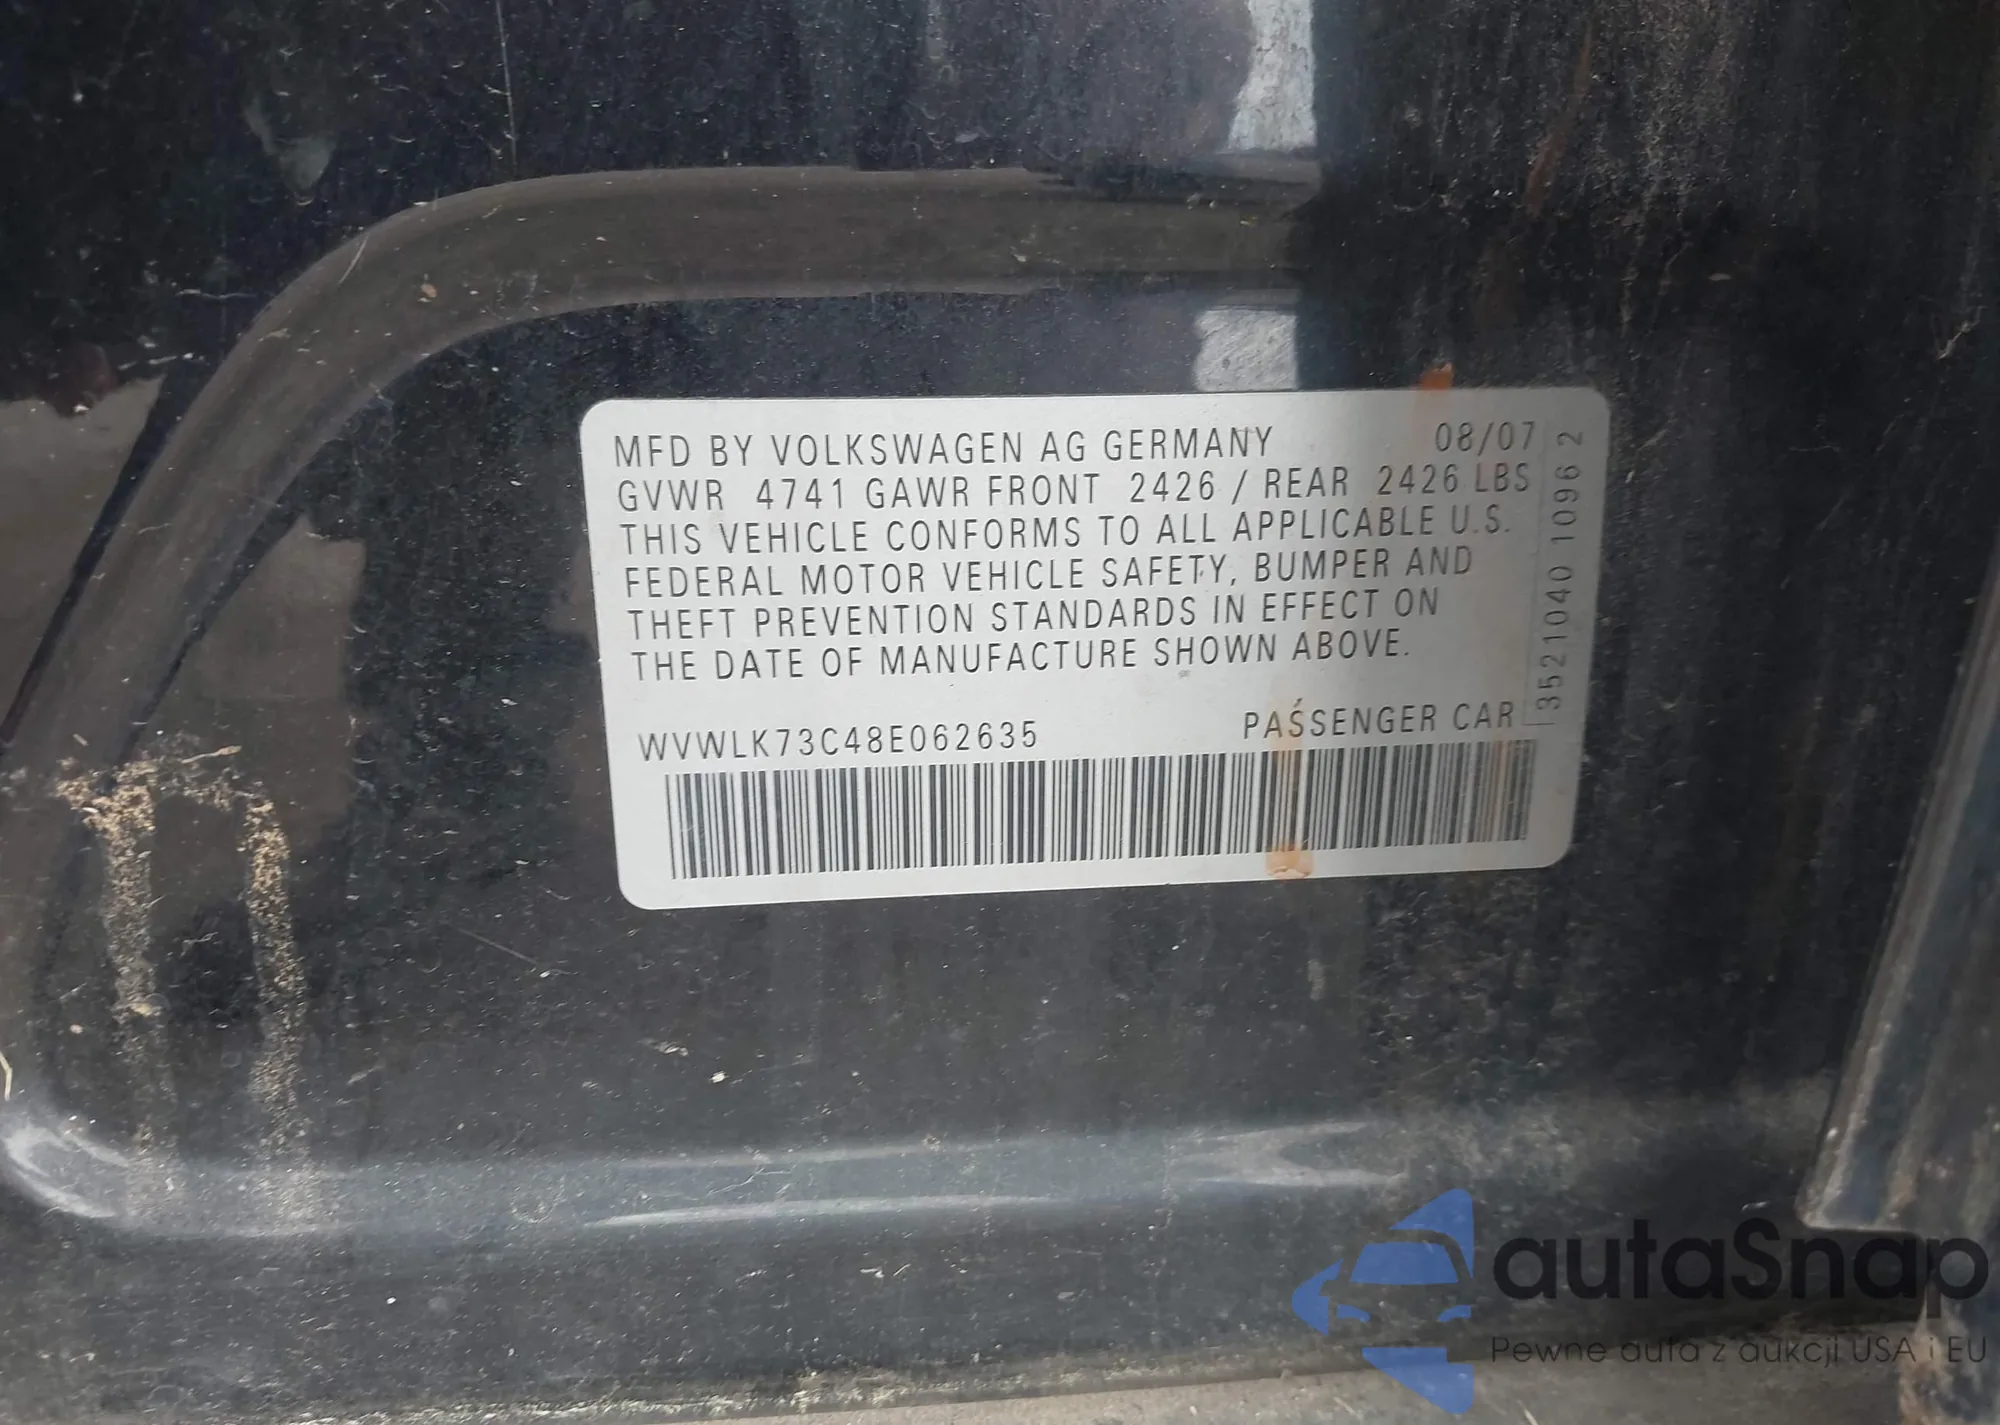 MFD BY VOLKSWAGEN AG GERMANY 08/07
GVWR 4741 GAWR FRONT 2426 / REAR 2426 LBS
THIS VEHICLE CONFORMS TO ALL APPLICABLE U.S.
FEDERAL MOTOR VEHICLE SAFETY, BUMPER AND
THEFT PREVENTION STANDARDS IN EFFECT ON
THE DATE OF MANUFACTURE SHOWN ABOVE.
WVWLK73C48E062635 PASSENGER CAR
3521040 1096 2
autaSnap
Pewne auta z aukcji USA i EU